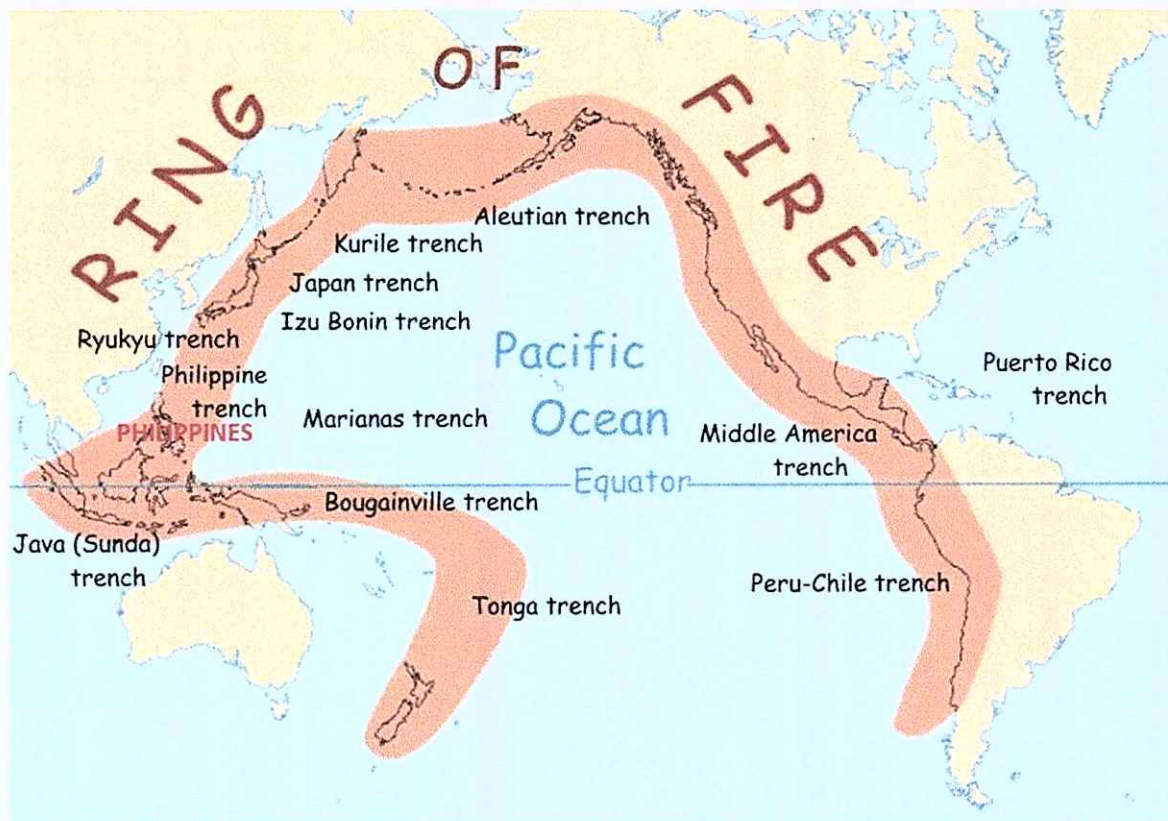 RING OF FIRE
Aleutian trench
Kurile trench
Japan trench
Izu Bonin trench
Ryukyu trench
Philippine
trench
PHILIPPINES
Marianas trench
Pacific
Ocean
Equator
Puerto Rico
trench
Middle America
trench
Bougainville trench
Java (Sunda)
trench
Tonga trench
Peru-Chile trench